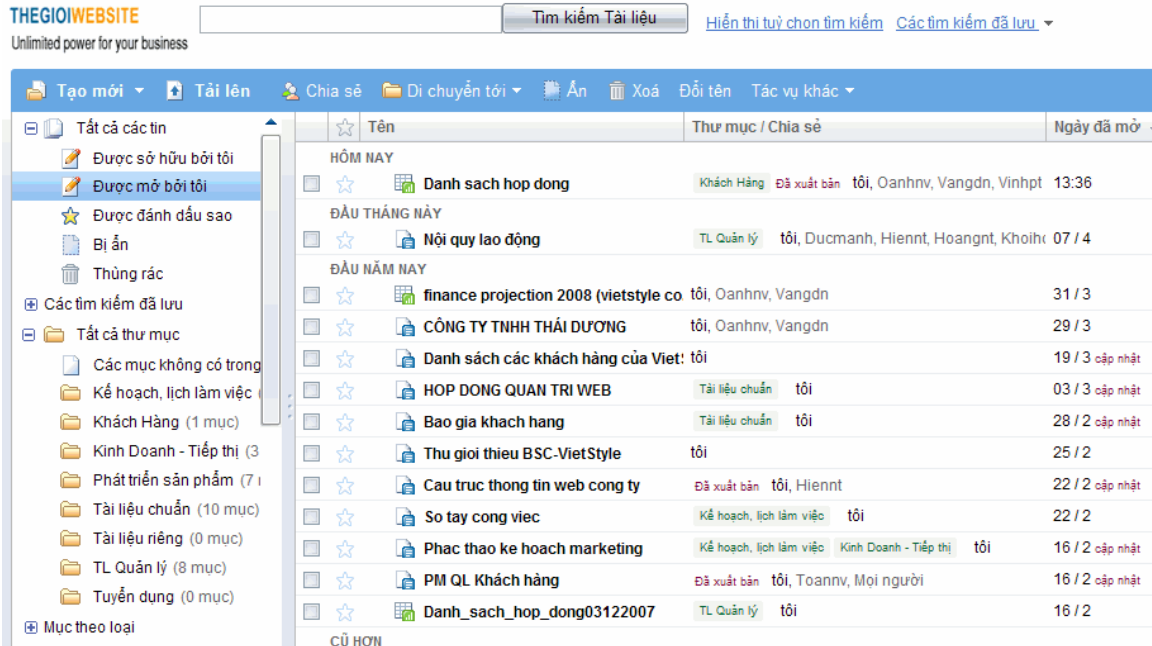 THEGIOIWEBSITE
Unlimited power for your business
Tìm kiếm Tài liệu
Hiển thị tuỳ chọn tìm kiếm Các tìm kiếm đã lưu
Tạo mới Tải lên Chia sẻ Di chuyển tới Ẩn Xoá Đổi tên Tác vụ khác
Tất cả các tin
Được sở hữu bởi tôi
Được mở bởi tôi
Được đánh dấu sao
Bị ẩn
Thùng rác
Các tìm kiếm đã lưu
Tất cả thư mục
Các mục không có trong
Kế hoạch, lịch làm việc (
Khách Hàng (1 mục)
Kinh Doanh - Tiếp thị (3
Phát triển sản phẩm (7
Tài liệu chuẩn (10 mục)
Tài liệu riêng (0 mục)
TL Quản lý (8 mục)
Tuyển dụng (0 mục)
Mục theo loại
Tên Thư mục / Chia sẻ Ngày đã mở
HÔM NAY
Danh sach hop dong Khách Hàng Đã xuất bản tôi, Oanhnv, Vangdn, Vinhpt 13:36
ĐẦU THÁNG NÀY
Nội quy lao động TL Quản lý tôi, Ducmanh, Hiennt, Hoangnt, Khoiho 07 / 4
ĐẦU NĂM NAY
finance projection 2008 (vietstyle co. tôi, Oanhnv, Vangdn 31 / 3
CÔNG TY TNHH THÁI DƯƠNG tôi, Oanhnv, Vangdn 29 / 3
Danh sách các khách hàng của Viet tôi 19 / 3 cập nhật
HOP DONG QUAN TRI WEB Tài liệu chuẩn tôi 03 / 3 cập nhật
Bao gia khach hang Tài liệu chuẩn tôi 28 / 2 cập nhật
Thu gioi thieu BSC-VietStyle tôi 25 / 2
Cau truc thong tin web cong ty Đã xuất bản tôi, Hiennt 22 / 2 cập nhật
So tay cong viec Kế hoạch, lịch làm việc tôi 22 / 2
Phac thao ke hoach marketing Kế hoạch, lịch làm việc Kinh Doanh - Tiếp thị tôi 16 / 2 cập nhật
PM QL Khách hàng Đã xuất bản tôi, Toannv, Mọi người 16 / 2 cập nhật
Danh_sach_hop_dong03122007 TL Quản lý tôi 16 / 2
CŨ HƠN